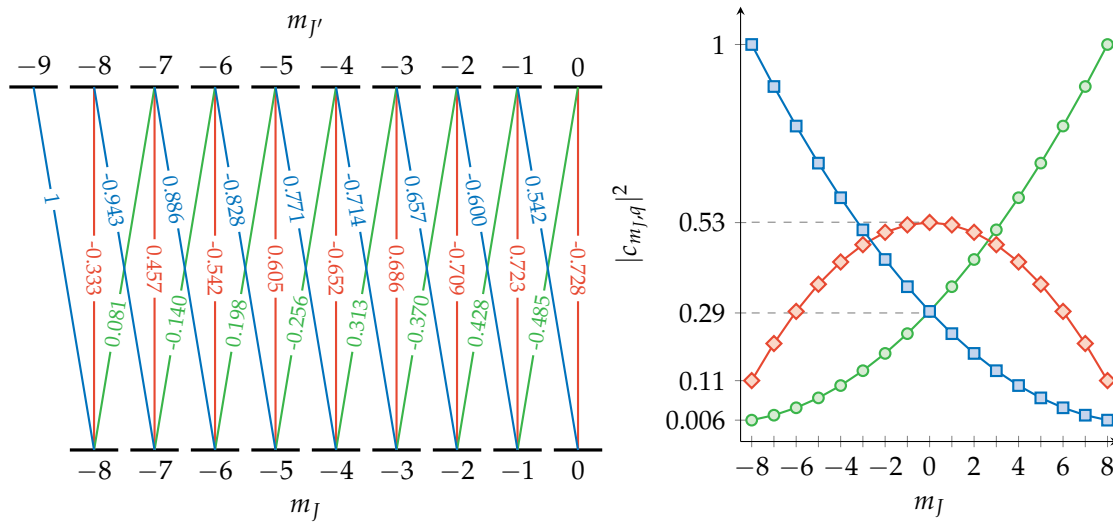 m_{J'}
−9 −8 −7 −6 −5 −4 −3 −2 −1 0
1 -0.943 0.886 -0.828 0.771 -0.714 0.657 -0.600 0.542
-0.333 0.457 -0.542 0.605 -0.652 0.686 -0.709 0.723 -0.728
0.081 -0.140 0.198 -0.256 0.313 -0.370 0.428 -0.485
−8 −7 −6 −5 −4 −3 −2 −1 0
m_J
|c_{m_J,q}|^2
1
0.53
0.29
0.11
0.006
−8 −6 −4 −2 0 2 4 6 8
m_J